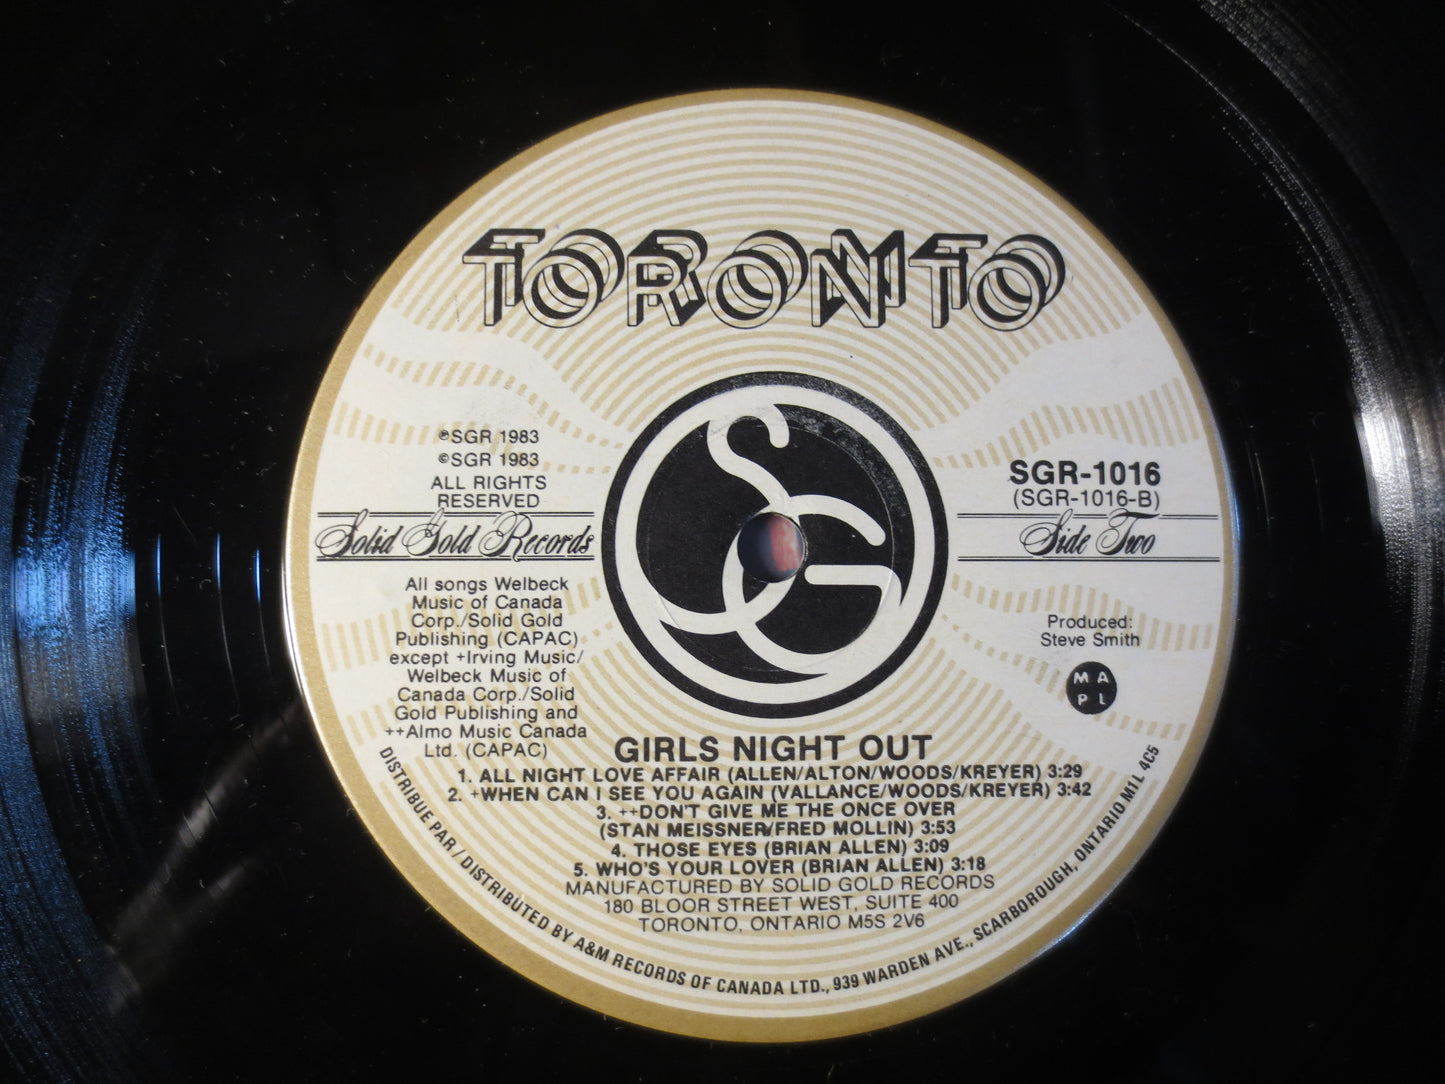 TORONTO
℗SGR 1983
©SGR 1983
ALL RIGHTS
RESERVED
Solid Gold Records
SG
SGR-1016
(SGR-1016-B)
Side Two
All songs Welbeck
Music of Canada
Corp./Solid Gold
Publishing (CAPAC)
except +Irving Music/
Welbeck Music of
Canada Corp./Solid
Gold Publishing and
++Almo Music Canada
Ltd. (CAPAC)
Produced:
Steve Smith
M A
P L
GIRLS NIGHT OUT
1. ALL NIGHT LOVE AFFAIR (ALLEN/ALTON/WOODS/KREYER) 3:29
2. +WHEN CAN I SEE YOU AGAIN (VALLANCE/WOODS/KREYER) 3:42
3. ++DON'T GIVE ME THE ONCE OVER
(STAN MEISSNER/FRED MOLLIN) 3:53
4. THOSE EYES (BRIAN ALLEN) 3:09
5. WHO'S YOUR LOVER (BRIAN ALLEN) 3:18
MANUFACTURED BY SOLID GOLD RECORDS
180 BLOOR STREET WEST, SUITE 400
TORONTO, ONTARIO M5S 2V6
DISTRIBUE PAR / DISTRIBUTED BY A&M RECORDS OF CANADA LTD., 939 WARDEN AVE., SCARBOROUGH, ONTARIO M1L 4C5